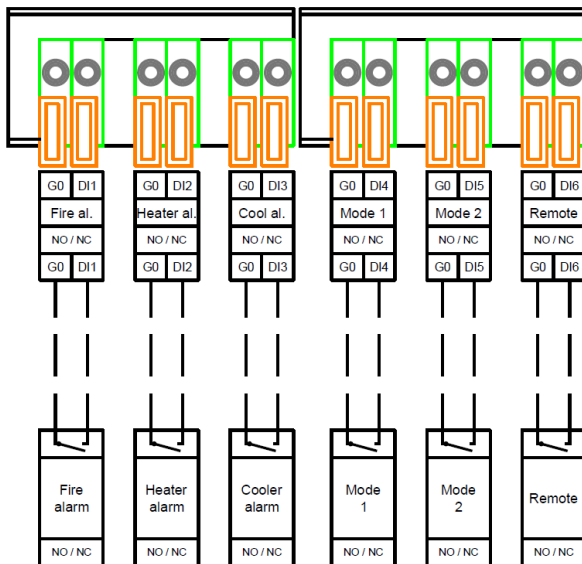 G0 DI1 G0 DI2 G0 DI3 G0 DI4 G0 DI5 G0 DI6
Fire al. Heater al. Cool al. Mode 1 Mode 2 Remote
NO / NC NO / NC NO / NC NO / NC NO / NC NO / NC
G0 DI1 G0 DI2 G0 DI3 G0 DI4 G0 DI5 G0 DI6
Fire alarm Heater alarm Cooler alarm Mode 1 Mode 2 Remote
NO / NC NO / NC NO / NC NO / NC NO / NC NO / NC